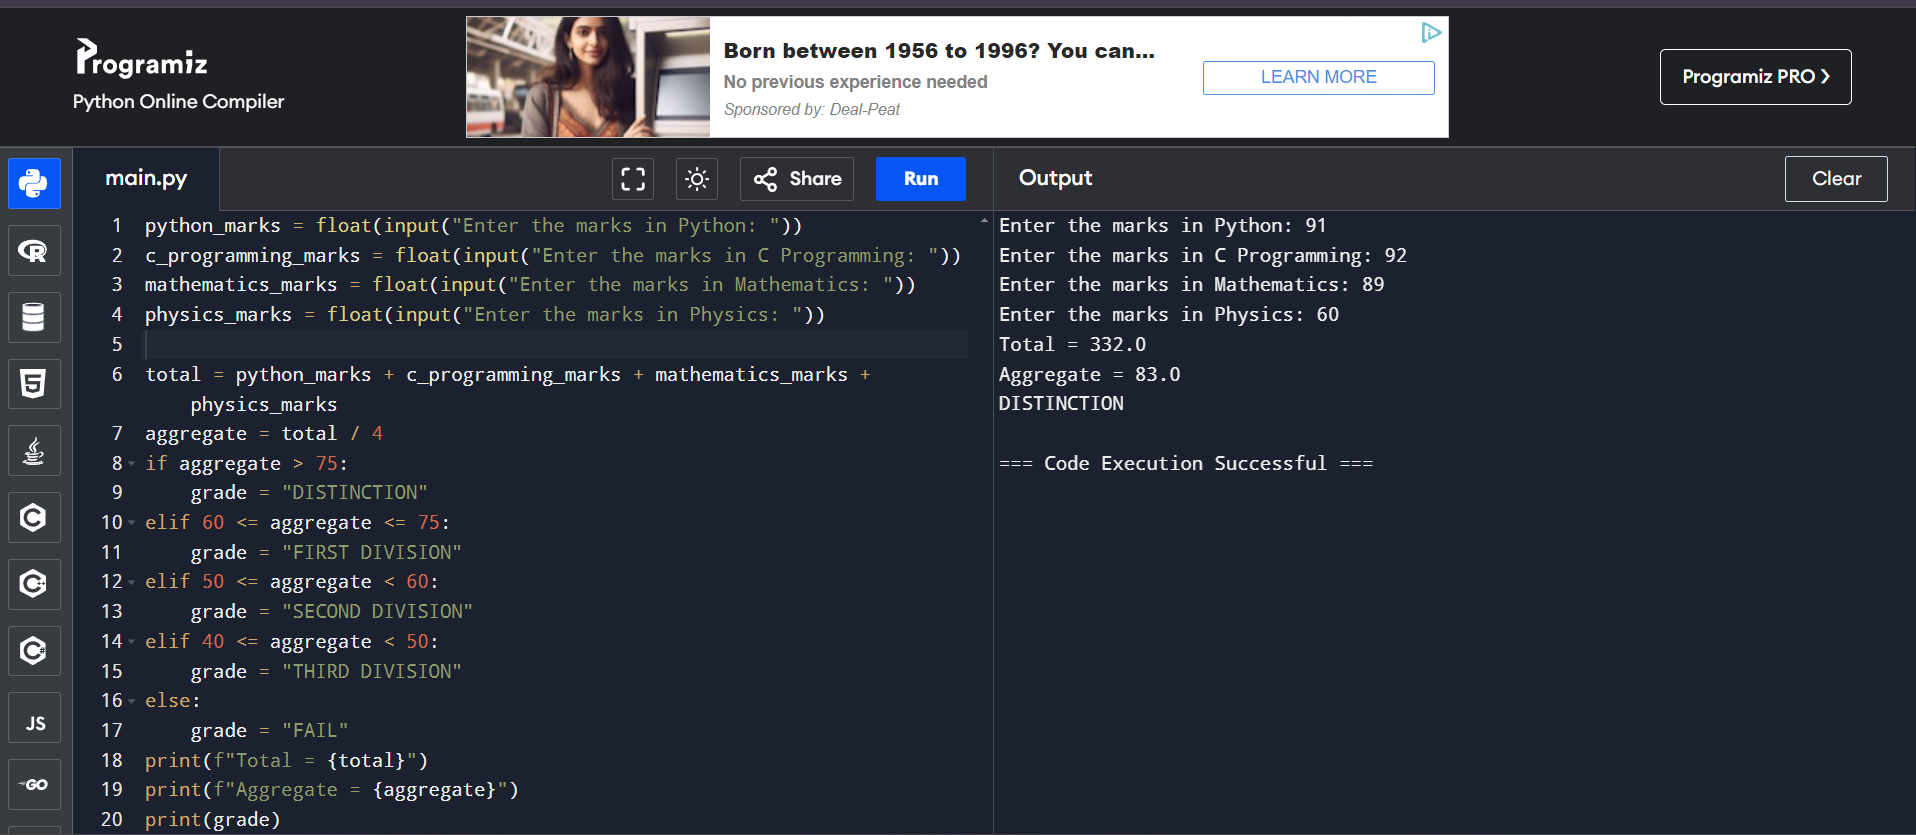 Programiz
Python Online Compiler
Born between 1956 to 1996? You can...
No previous experience needed
Sponsored by: Deal-Peat
LEARN MORE
Programiz PRO ❯
main.py
Share
Run
Output
Clear
1 python_marks = float(input("Enter the marks in Python: "))
2 c_programming_marks = float(input("Enter the marks in C Programming: "))
3 mathematics_marks = float(input("Enter the marks in Mathematics: "))
4 physics_marks = float(input("Enter the marks in Physics: "))
5
6 total = python_marks + c_programming_marks + mathematics_marks +
physics_marks
7 aggregate = total / 4
8 if aggregate > 75:
9 grade = "DISTINCTION"
10 elif 60 <= aggregate <= 75:
11 grade = "FIRST DIVISION"
12 elif 50 <= aggregate < 60:
13 grade = "SECOND DIVISION"
14 elif 40 <= aggregate < 50:
15 grade = "THIRD DIVISION"
16 else:
17 grade = "FAIL"
18 print(f"Total = {total}")
19 print(f"Aggregate = {aggregate}")
20 print(grade)
Enter the marks in Python: 91
Enter the marks in C Programming: 92
Enter the marks in Mathematics: 89
Enter the marks in Physics: 60
Total = 332.0
Aggregate = 83.0
DISTINCTION
=== Code Execution Successful ===
R
5
C
C++
C#
JS
GO